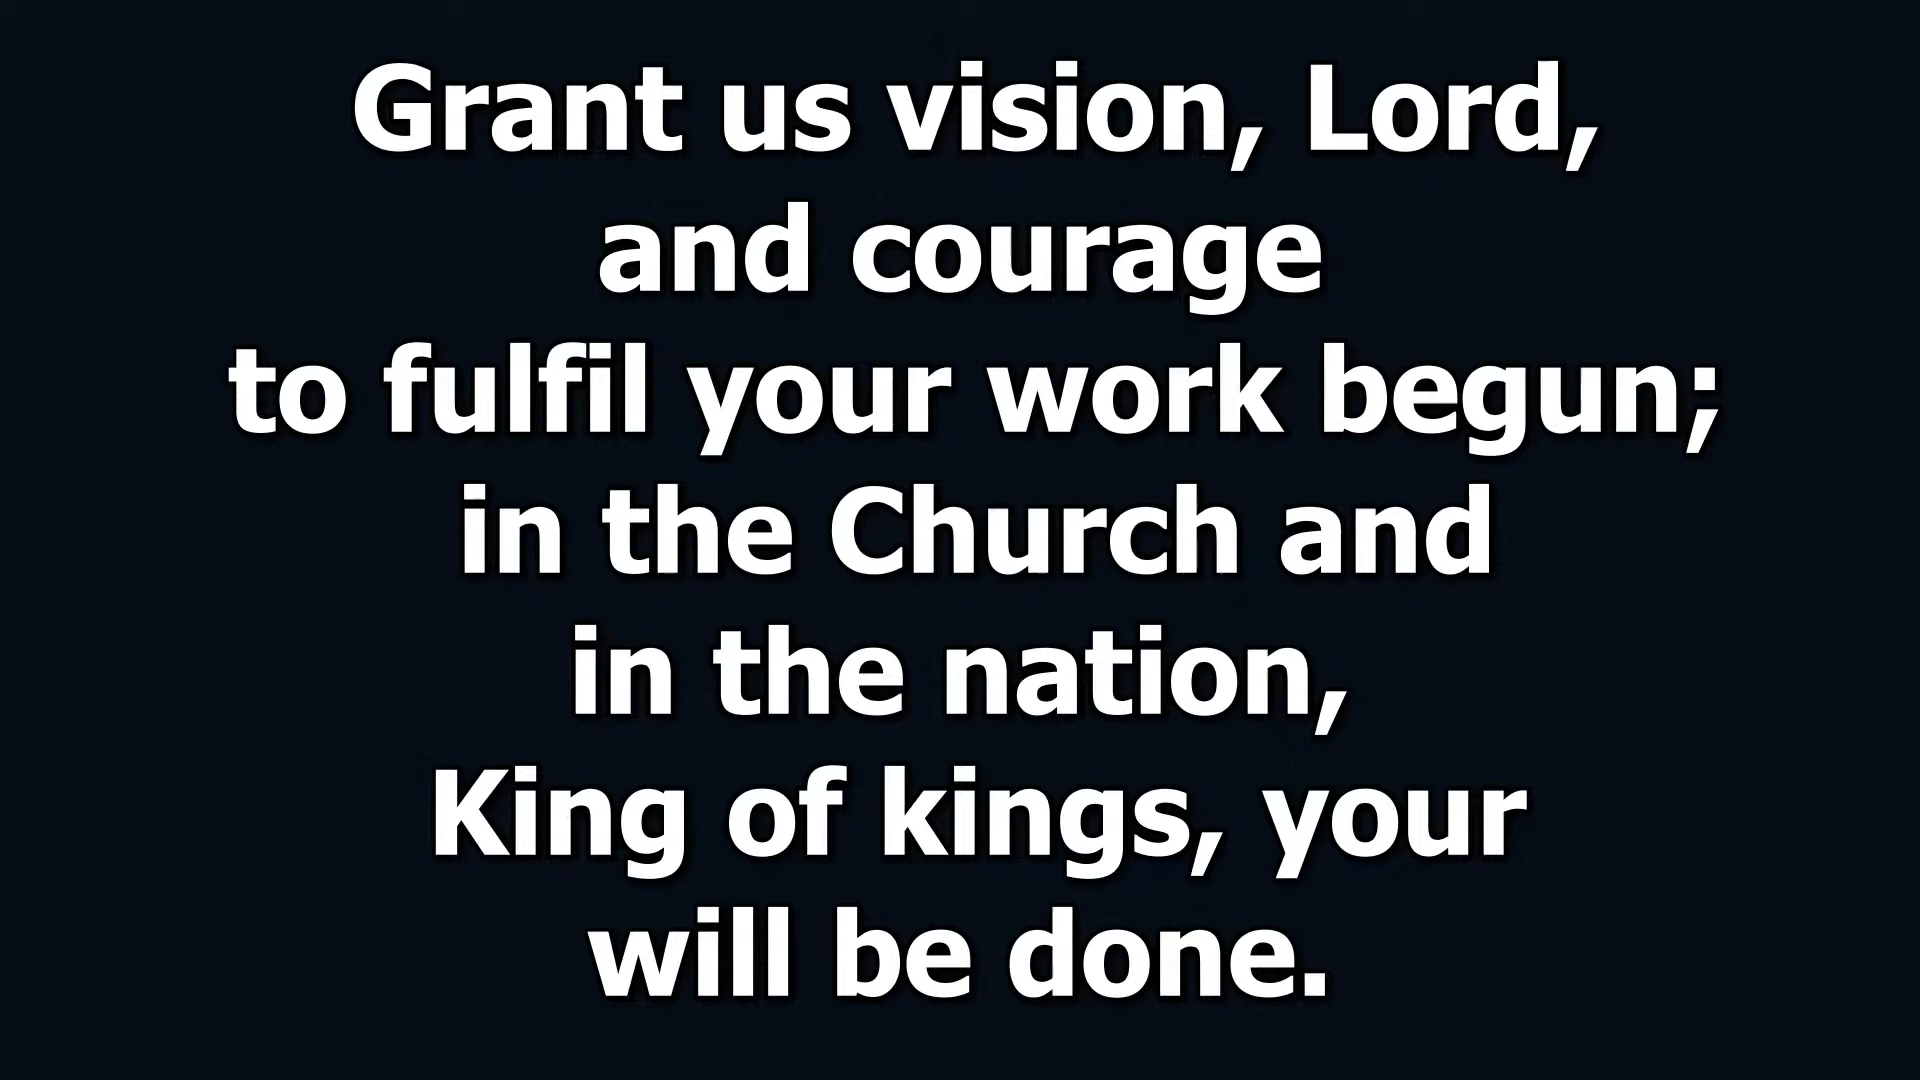 Grant us vision, Lord,
and courage
to fulfil your work begun;
in the Church and
in the nation,
King of kings, your
will be done.